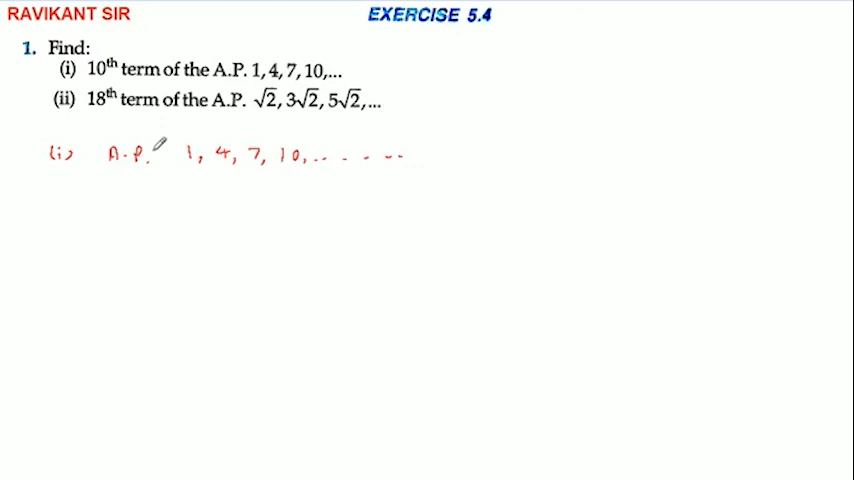 RAVIKANT SIR
EXERCISE 5.4
1. Find:
(i) 10th term of the A.P. 1, 4, 7, 10,...
(ii) 18th term of the A.P. √2, 3√2, 5√2,...
(i) A.P. 1, 4, 7, 10, .. . . ..